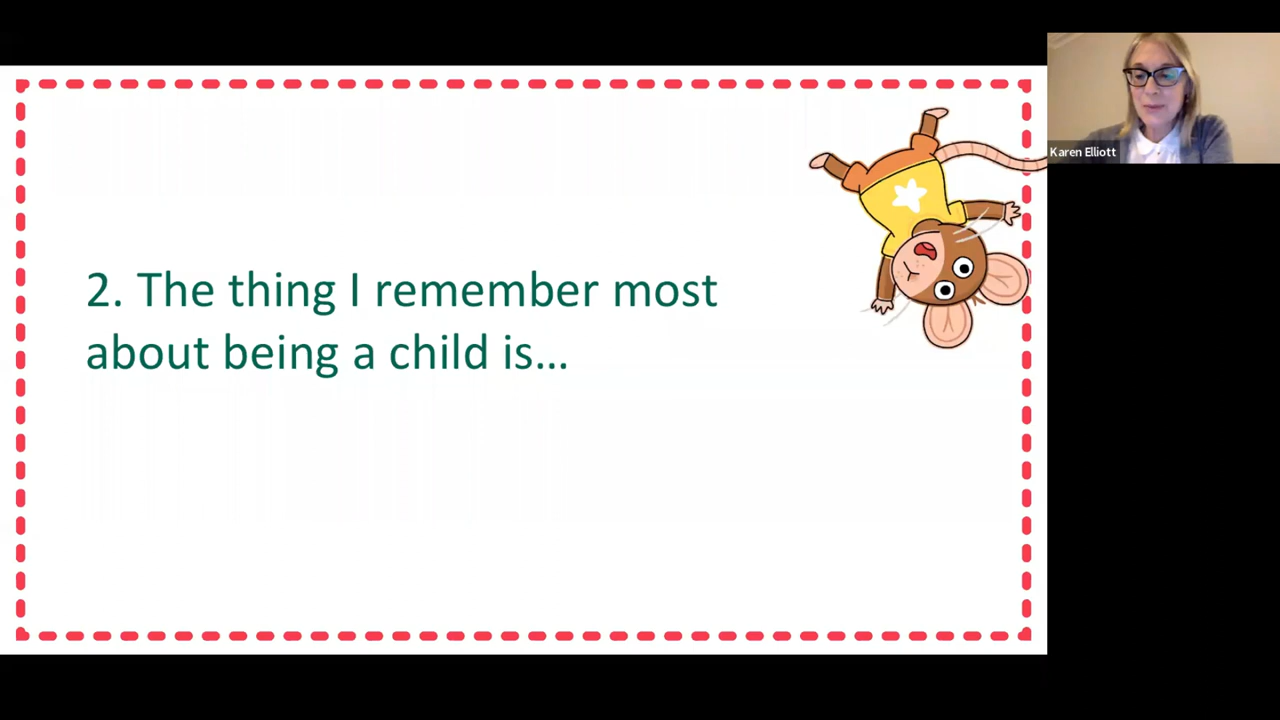 2. The thing I remember most
about being a child is...
Karen Elliott